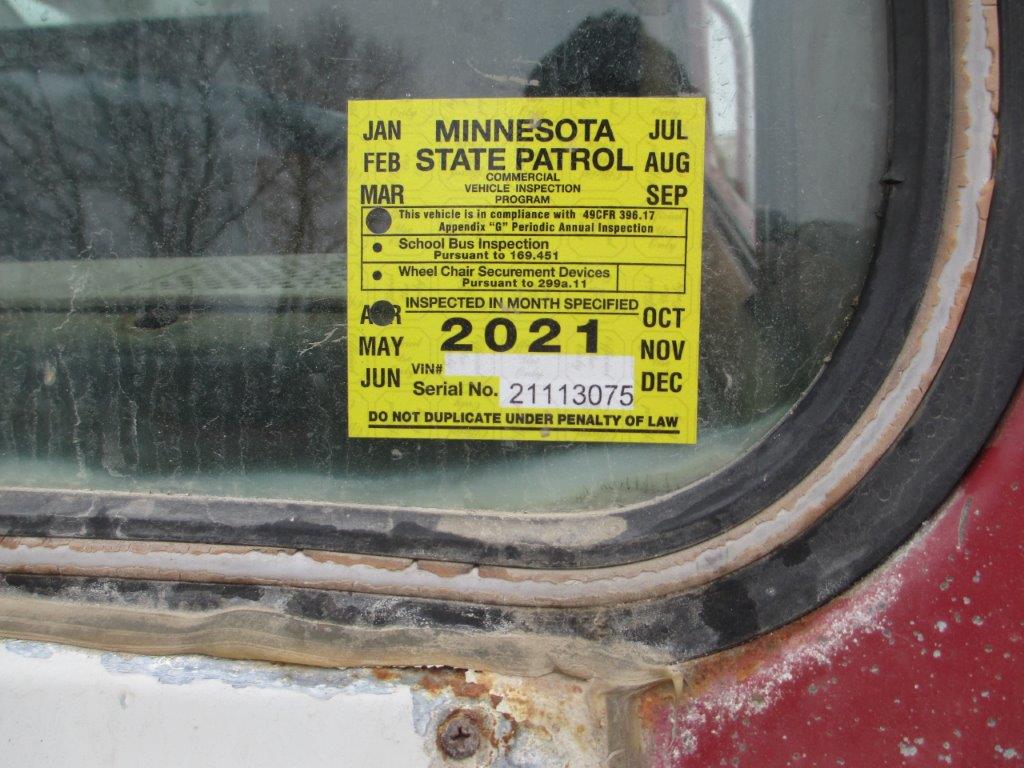 JAN MINNESOTA JUL
FEB STATE PATROL AUG
COMMERCIAL
MAR VEHICLE INSPECTION SEP
PROGRAM
This vehicle is in compliance with 49CFR 396.17
Appendix "G" Periodic Annual Inspection
School Bus Inspection
Pursuant to 169.451
Wheel Chair Securement Devices
Pursuant to 299a.11
INSPECTED IN MONTH SPECIFIED
2021 OCT
MAY NOV
VIN#
JUN Serial No. 21113075 DEC
DO NOT DUPLICATE UNDER PENALTY OF LAW